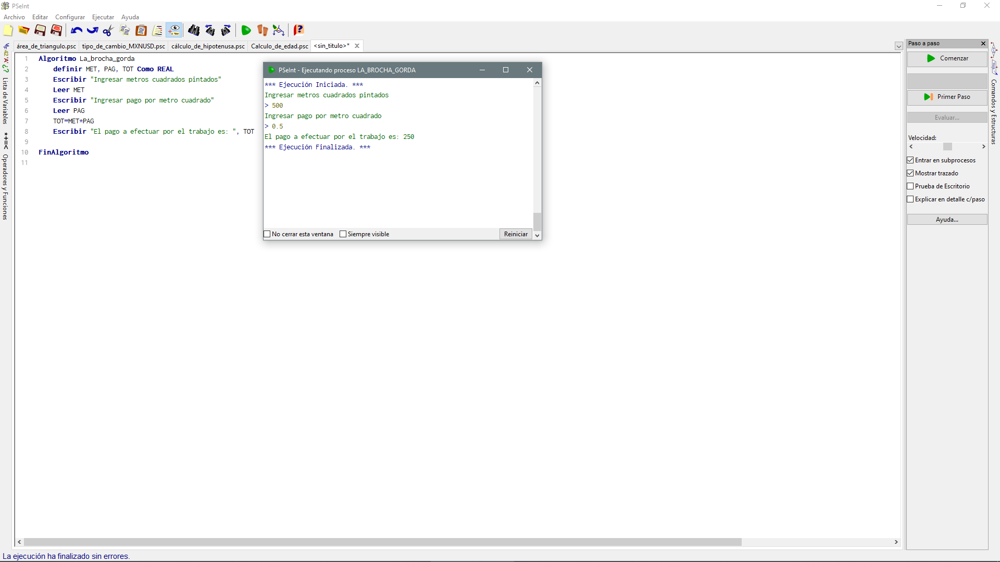 PSeInt
Archivo Editar Configurar Ejecutar Ayuda
área_de_triangulo.psc tipo_de_cambio_MXNUSD.psc cálculo_de_hipotenusa.psc Calculo_de_edad.psc <sin_titulo>*
1 Algoritmo La_brocha_gorda
2 definir MET, PAG, TOT Como REAL
3 Escribir "Ingresar metros cuadrados pintados"
4 Leer MET
5 Escribir "Ingresar pago por metro cuadrado"
6 Leer PAG
7 TOT=MET*PAG
8 Escribir "El pago a efectuar por el trabajo es: ", TOT
9
10 FinAlgoritmo
11
PSeInt - Ejecutando proceso LA_BROCHA_GORDA
*** Ejecución Iniciada. ***
Ingresar metros cuadrados pintados
> 500
Ingresar pago por metro cuadrado
> 0.5
El pago a efectuar por el trabajo es: 250
*** Ejecución Finalizada. ***
No cerrar esta ventana Siempre visible Reiniciar
Paso a paso
Comenzar
Primer Paso
Evaluar...
Velocidad:
Entrar en subprocesos
Mostrar trazado
Prueba de Escritorio
Explicar en detalle c/paso
Ayuda...
Lista de Variables
*+=< Operadores y Funciones
Comandos y Estructuras
La ejecución ha finalizado sin errores.